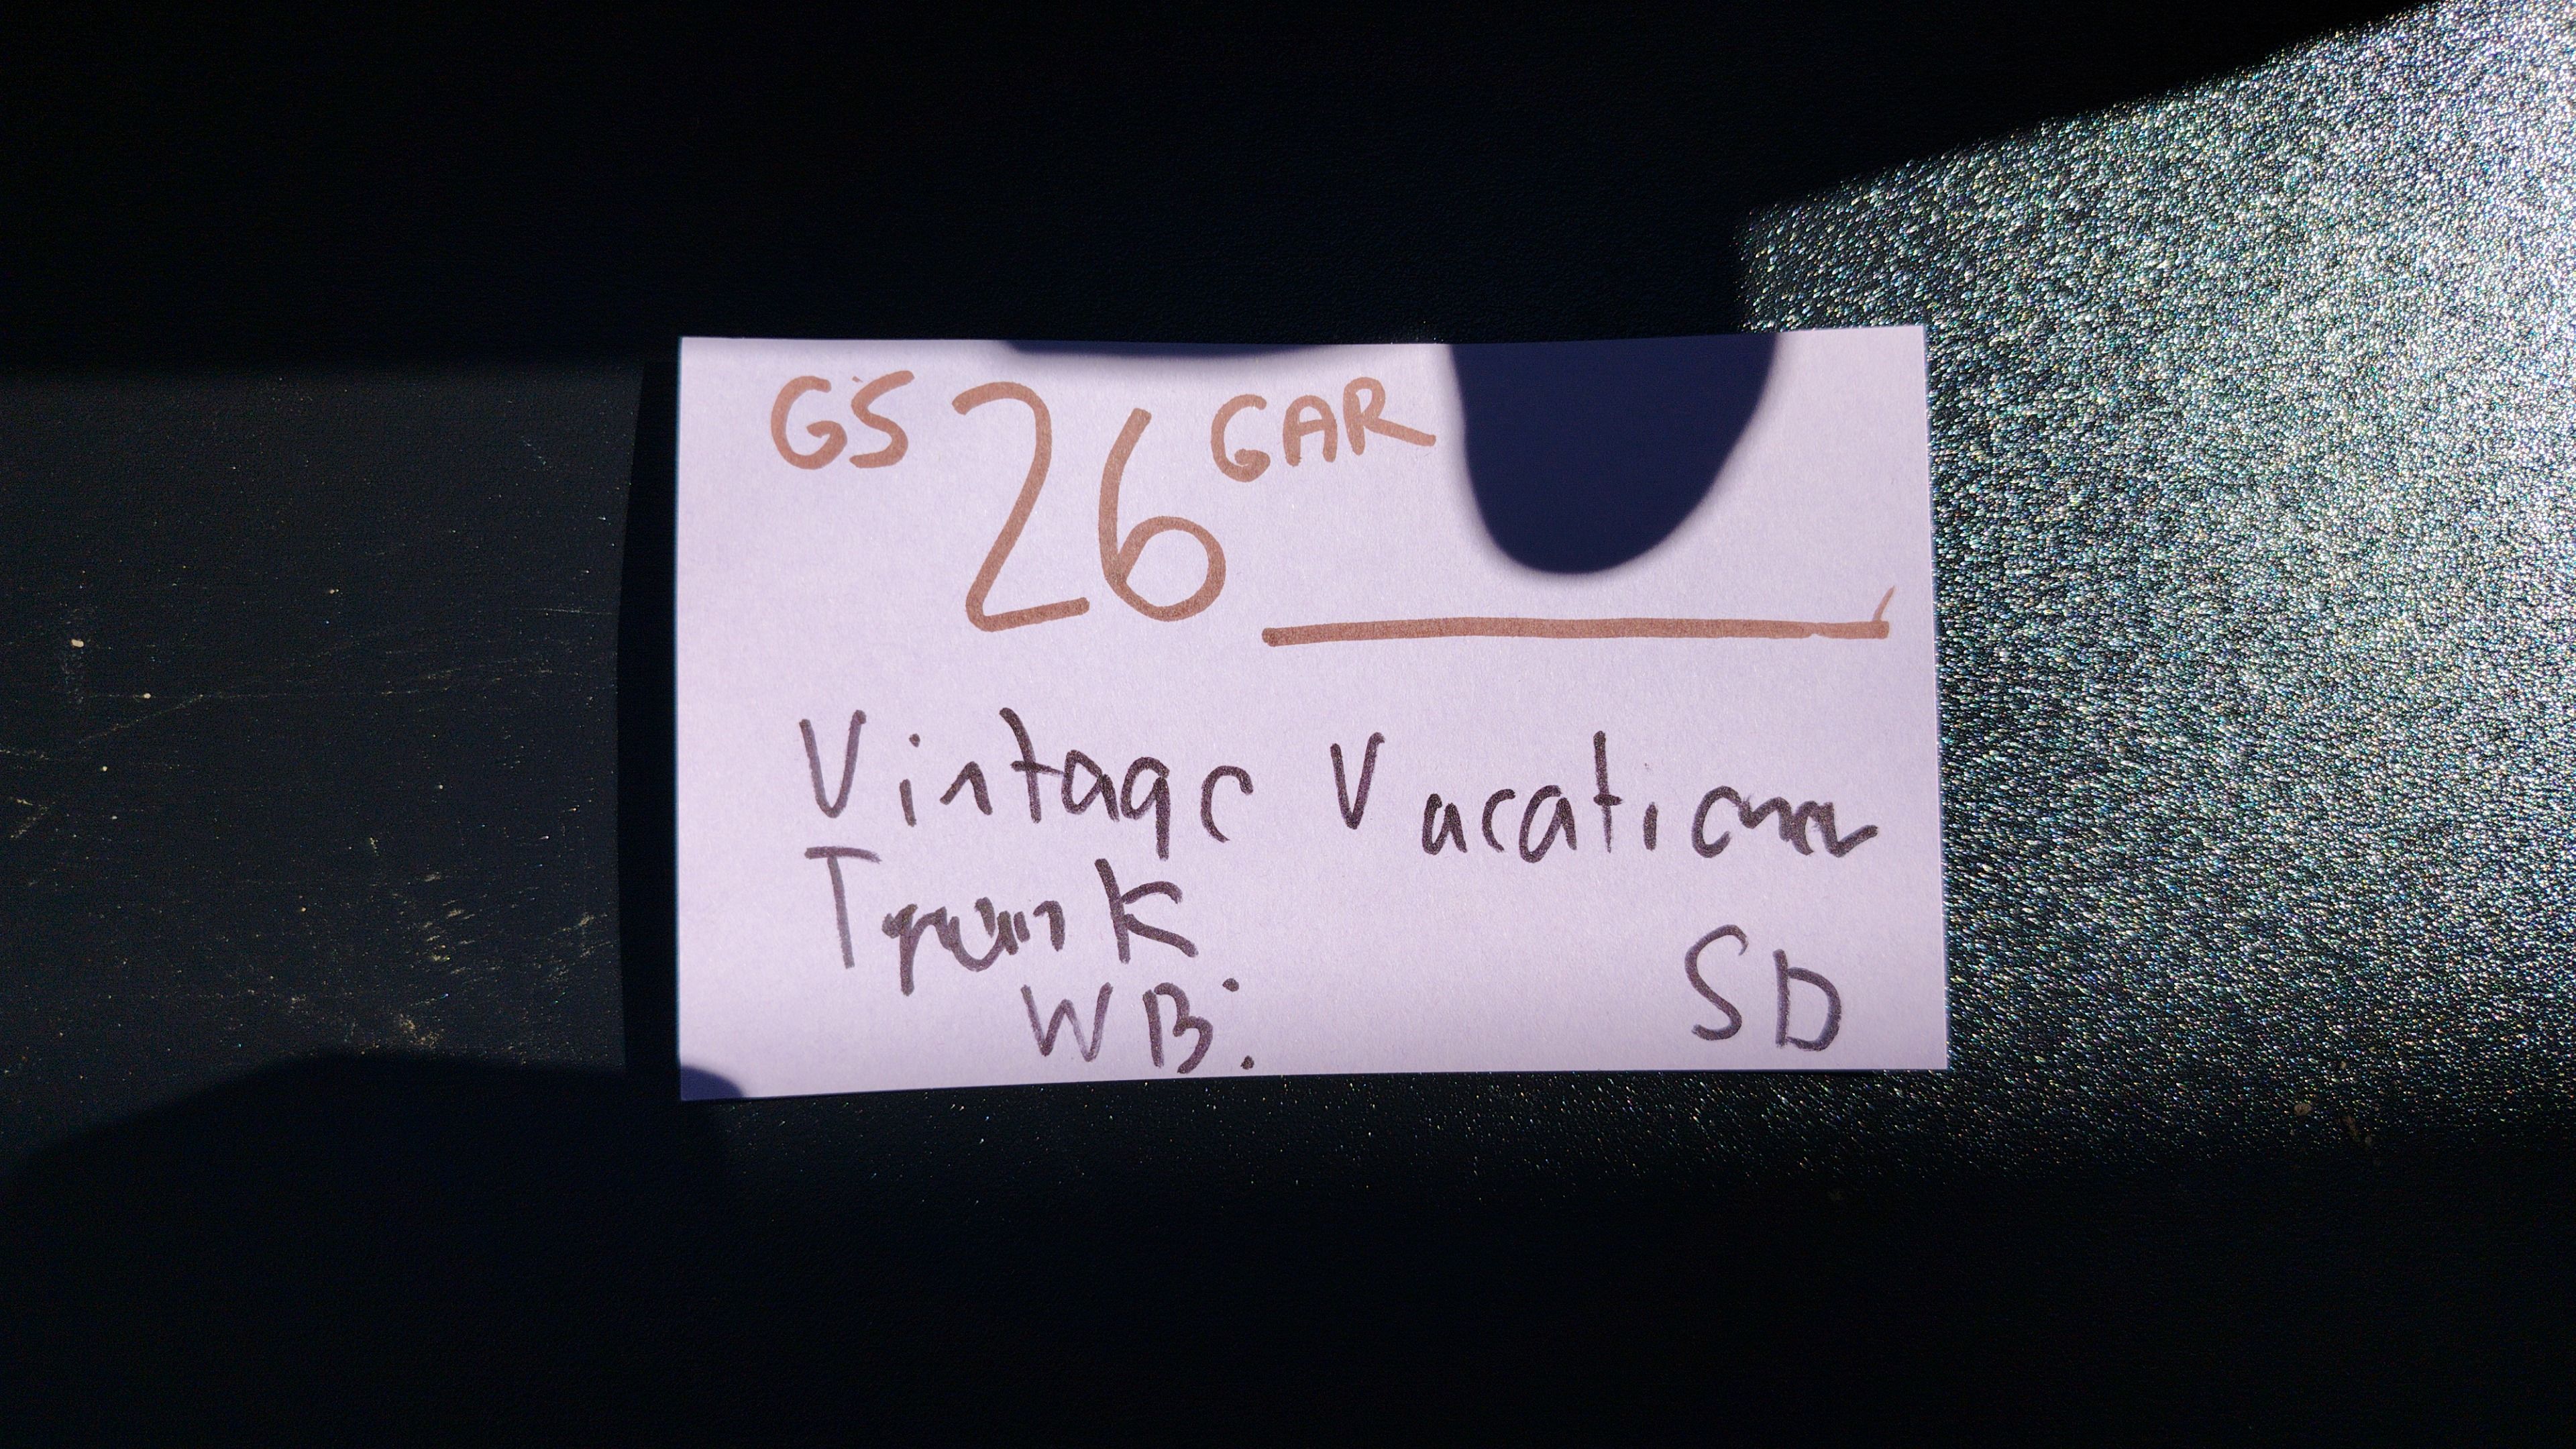 GS 26 GAR
Vintage Vacation
Trunk
WB: SD